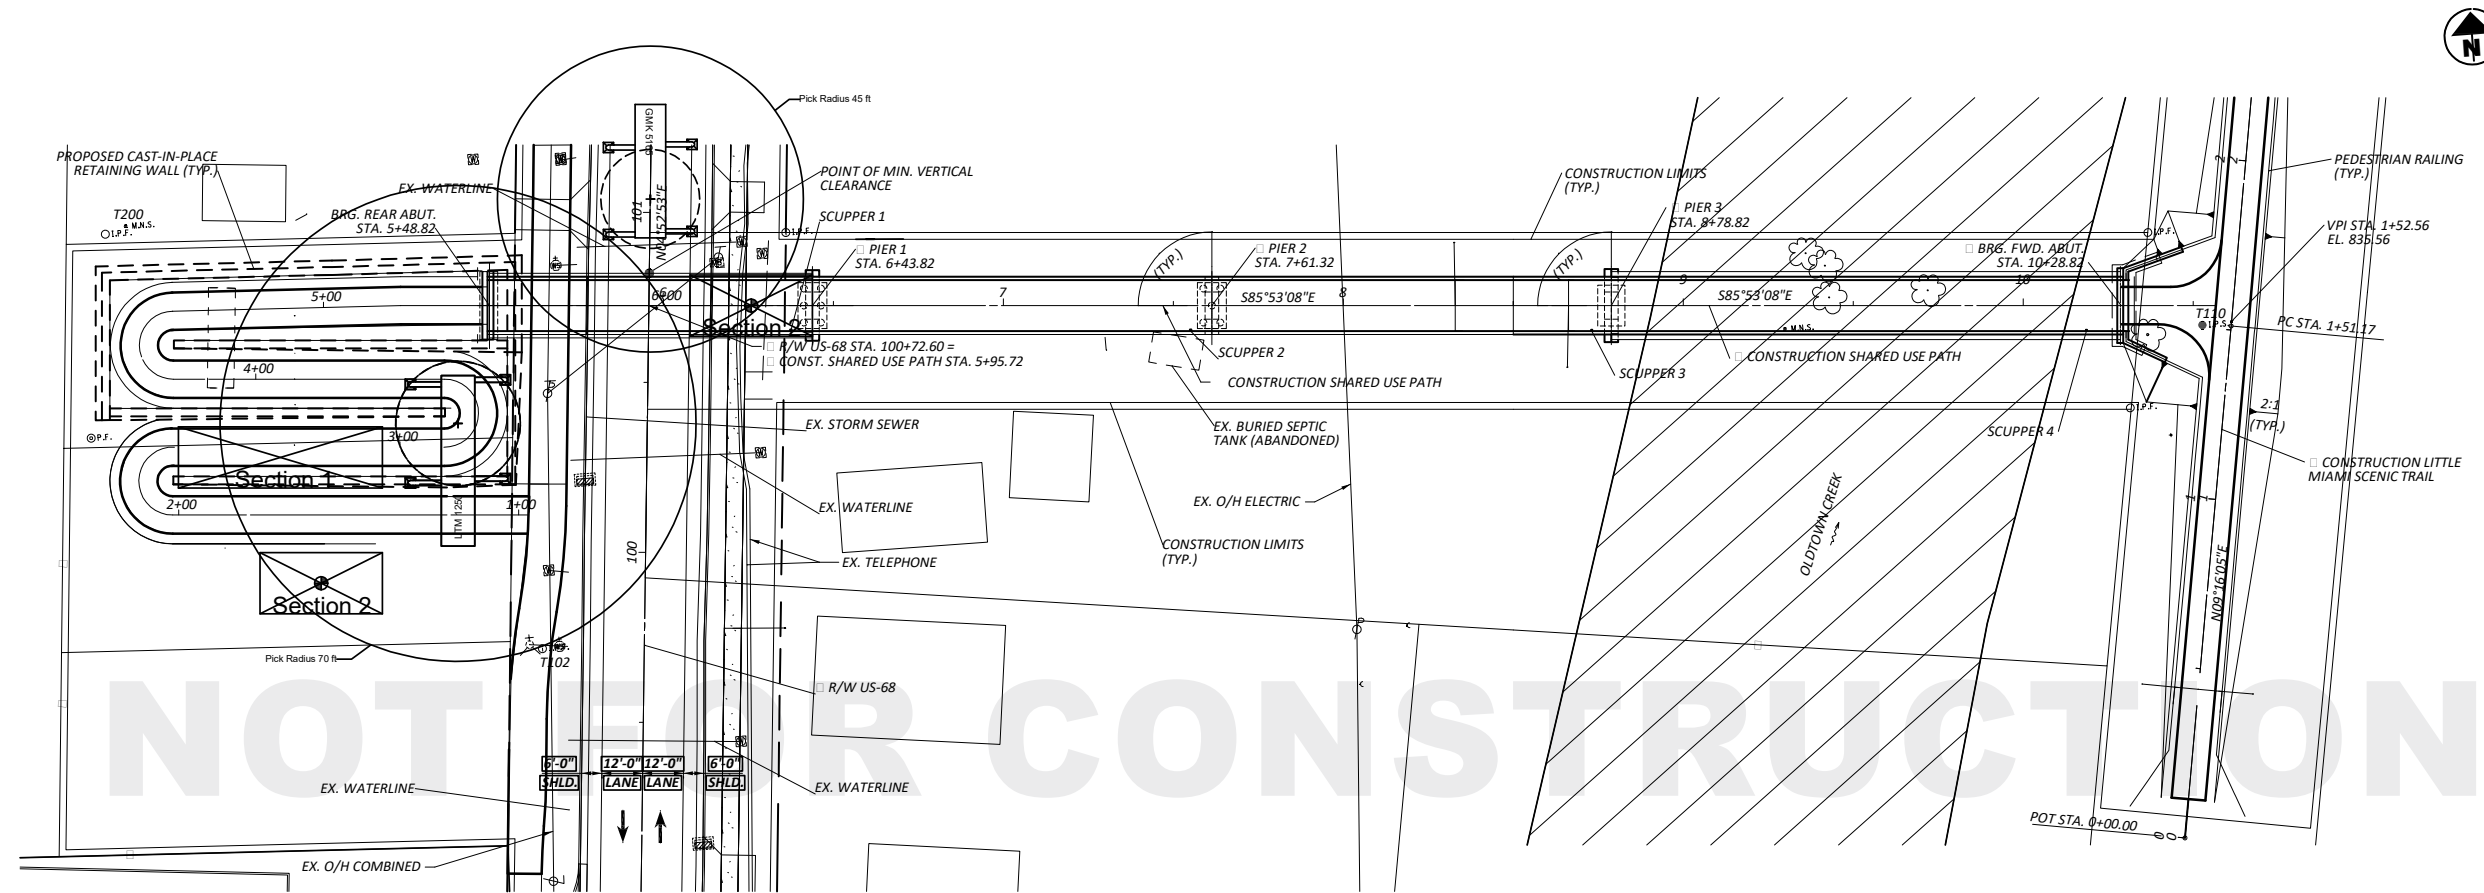 N
Pick Radius 45 ft
GMK 5165
PROPOSED CAST-IN-PLACE
RETAINING WALL (TYP.)
EX. WATERLINE
POINT OF MIN. VERTICAL
CLEARANCE
CONSTRUCTION LIMITS
(TYP.)
PEDESTRIAN RAILING
(TYP.)
T200
M.N.S.
I.P.F.
BRG. REAR ABUT.
STA. 5+48.82
101
N04°52'53"E
SCUPPER 1
I.P.F.
PIER 1
STA. 6+43.82
(TYP.)
PIER 2
STA. 7+61.32
(TYP.)
PIER 3
STA. 8+78.82
BRG. FWD. ABUT.
STA. 10+28.82
I.P.F.
VPI STA. 1+52.56
EL. 835.56
2
2
5+00
6
6+00
7
S85°53'08"E
8
9
S85°53'08"E
10
Section 2
T110
I.P.S.
PC STA. 1+51.17
M.N.S.
R/W US-68 STA. 100+72.60 =
CONST. SHARED USE PATH STA. 5+95.72
SCUPPER 2
CONSTRUCTION SHARED USE PATH
CONSTRUCTION SHARED USE PATH
SCUPPER 3
4+00
I.P.F.
2:1
(TYP.)
3+00
P.F.
EX. STORM SEWER
EX. BURIED SEPTIC
TANK (ABANDONED)
SCUPPER 4
CONSTRUCTION LITTLE
MIAMI SCENIC TRAIL
Section 1
2+00
1+00
LTM 1250
EX. WATERLINE
EX. O/H ELECTRIC
OLDTOWN CREEK
1
1
100
EX. TELEPHONE
CONSTRUCTION LIMITS
(TYP.)
N09°16'05"E
Section 2
P
Pick Radius 70 ft
T102
R/W US-68
NOT FOR CONSTRUCTION
6'-0"
12'-0"
12'-0"
6'-0"
SHLD.
LANE
LANE
SHLD.
EX. WATERLINE
EX. WATERLINE
POT STA. 0+00.00
0
0
EX. O/H COMBINED